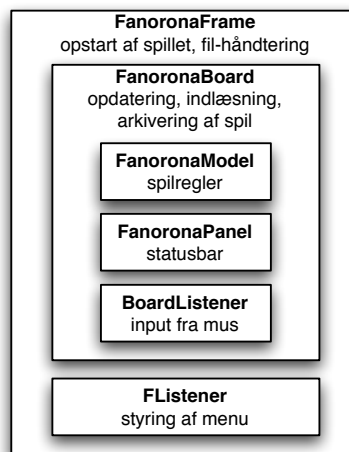 FanoronaFrame
opstart af spillet, fil-håndtering
FanoronaBoard
opdatering, indlæsning,
arkivering af spil
FanoronaModel
spilregler
FanoronaPanel
statusbar
BoardListener
input fra mus
FListener
styring af menu